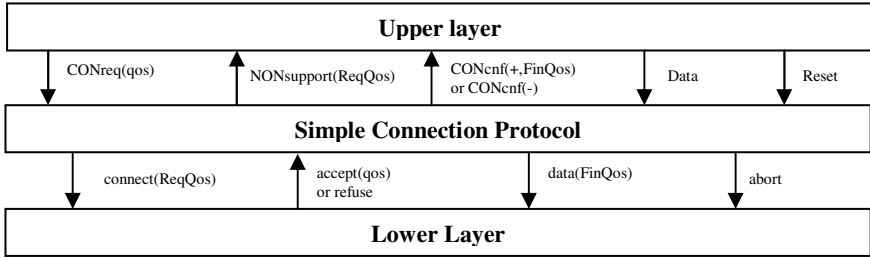 Upper layer
CONreq(qos)
NONsupport(ReqQos)
CONcnf(+,FinQos)
or CONcnf(-)
Data
Reset
Simple Connection Protocol
connect(ReqQos)
accept(qos)
or refuse
data(FinQos)
abort
Lower Layer